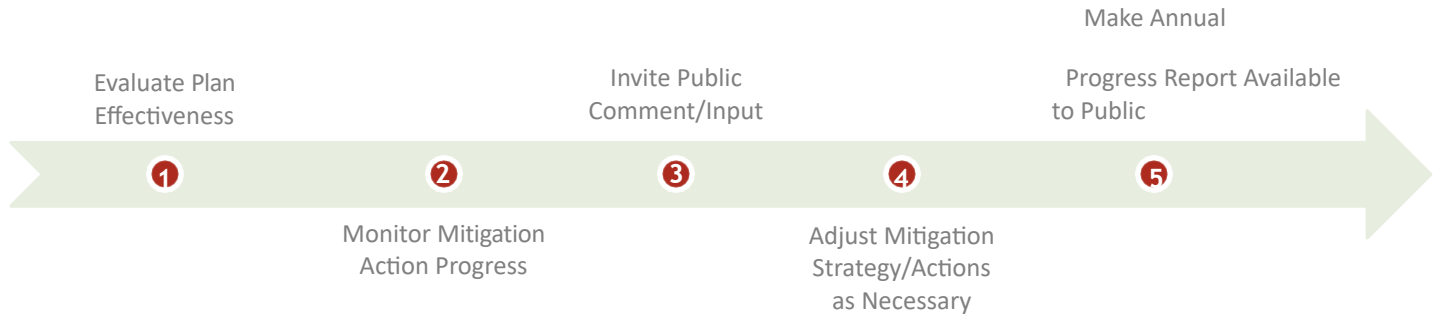 Make Annual
Evaluate Plan
Effectiveness
Invite Public
Comment/Input
Progress Report Available
to Public
1
2
3
4
5
Monitor Mitigation
Action Progress
Adjust Mitigation
Strategy/Actions
as Necessary